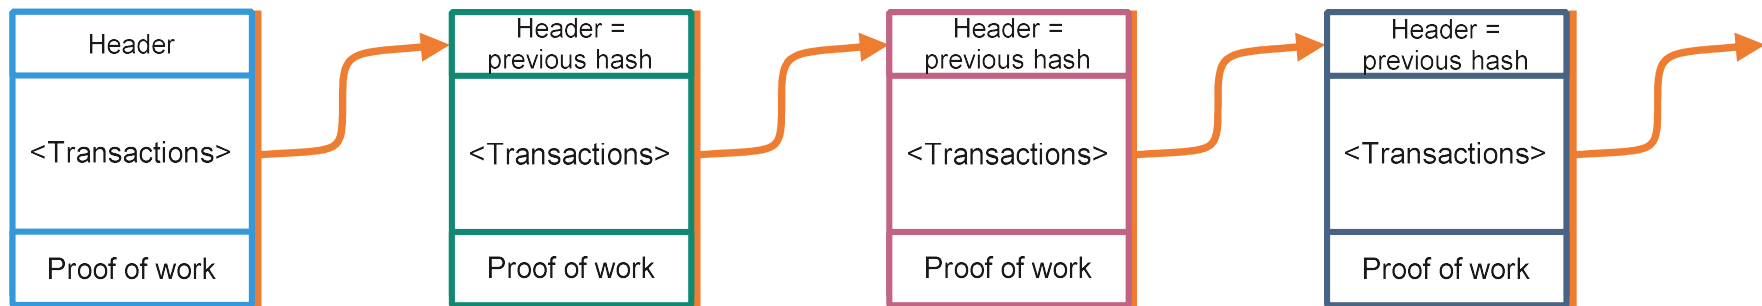 Header
<Transactions>
Proof of work
Header =
previous hash
<Transactions>
Proof of work
Header =
previous hash
<Transactions>
Proof of work
Header =
previous hash
<Transactions>
Proof of work